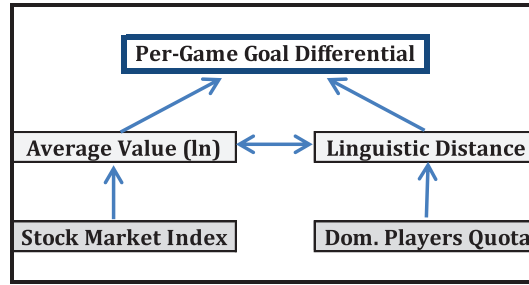 Per-Game Goal Differential
Average Value (ln)
Linguistic Distance
Stock Market Index
Dom. Players Quota